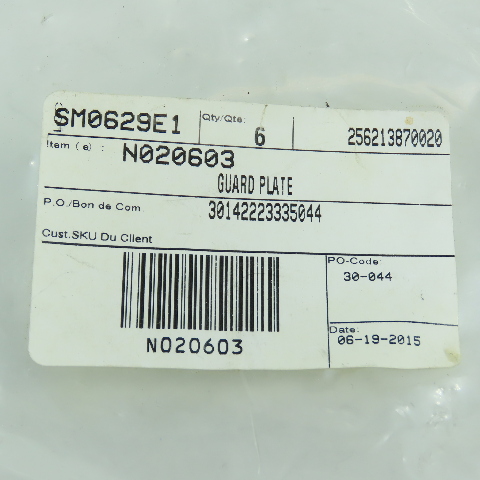 SM0629E1 Qty/Qte: 6 256213870020
Item (e) : N020603
GUARD PLATE
P.O./Bon de Com. 30142223335044
Cust.SKU Du Client
PO-Code:
30-044
Date:
06-19-2015
N020603